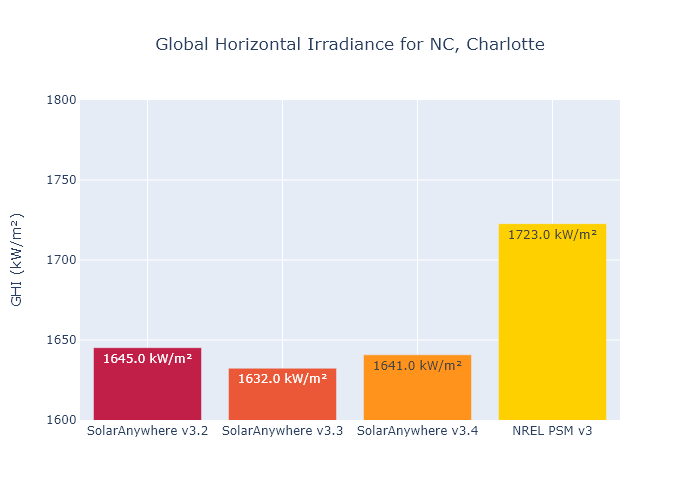 Global Horizontal Irradiance for NC, Charlotte
GHI (kW/m²)
1800
1750
1700
1650
1600
1645.0 kW/m²
1632.0 kW/m²
1641.0 kW/m²
1723.0 kW/m²
SolarAnywhere v3.2
SolarAnywhere v3.3
SolarAnywhere v3.4
NREL PSM v3